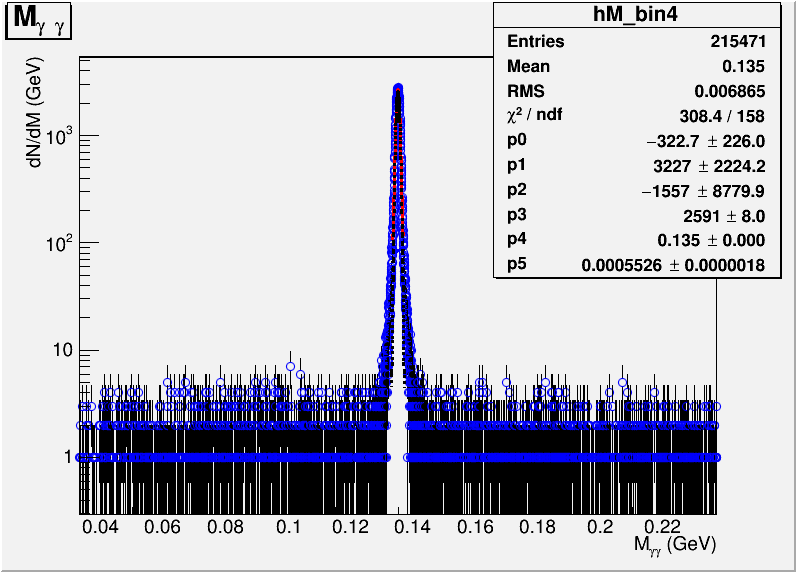 M γ γ
hM_bin4
Entries 215471
Mean 0.135
RMS 0.006865
χ² / ndf 308.4 / 158
p0 −322.7 ± 226.0
p1 3227 ± 2224.2
p2 −1557 ± 8779.9
p3 2591 ± 8.0
p4 0.135 ± 0.000
p5 0.0005526 ± 0.0000018
dN/dM (GeV)
10³
10²
10
1
0.04 0.06 0.08 0.1 0.12 0.14 0.16 0.18 0.2 0.22
Mγγ (GeV)